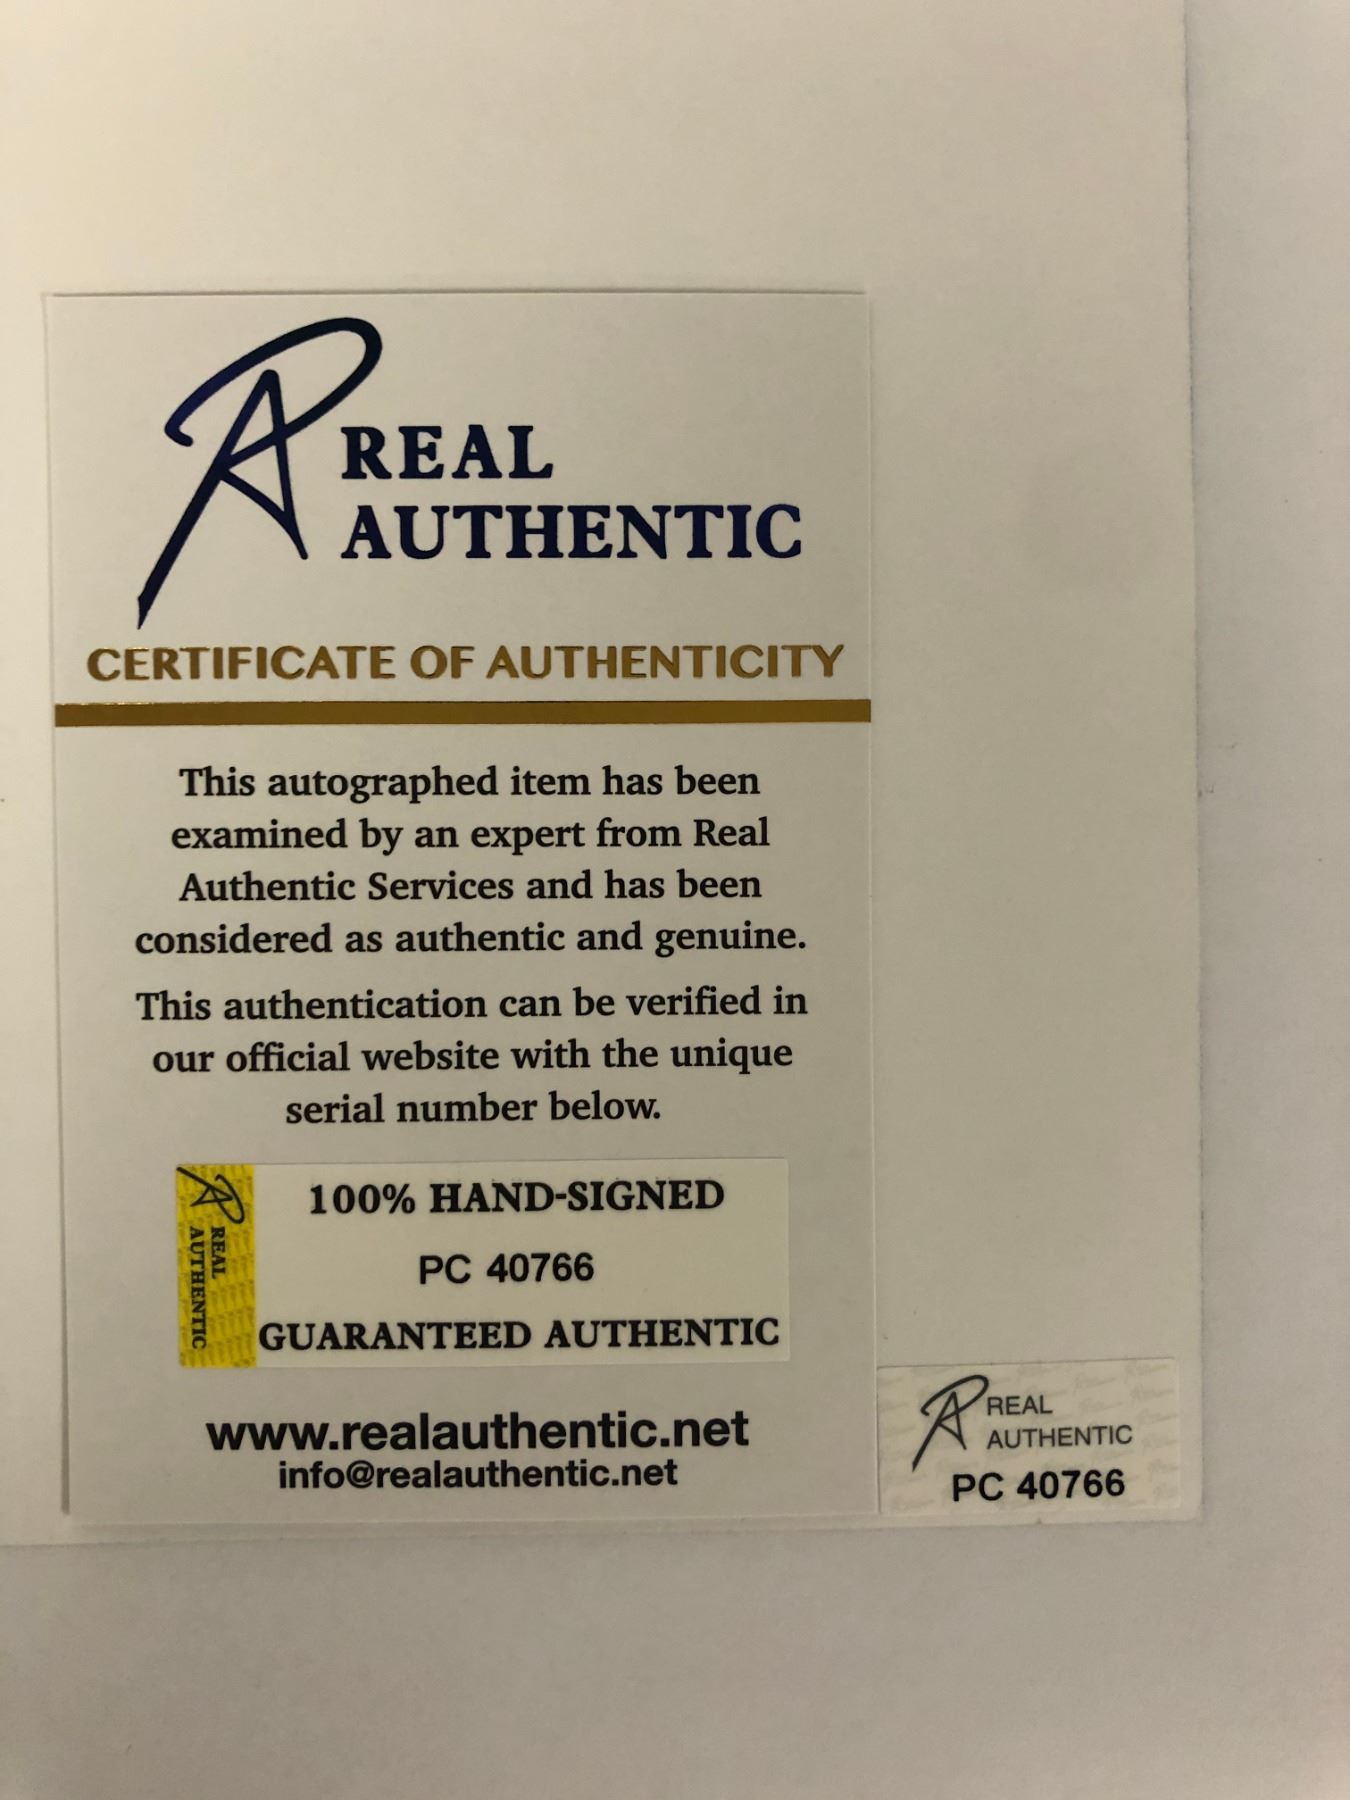 REAL
AUTHENTIC
CERTIFICATE OF AUTHENTICITY
This autographed item has been
examined by an expert from Real
Authentic Services and has been
considered as authentic and genuine.
This authentication can be verified in
our official website with the unique
serial number below.
REAL
AUTHENTIC
100% HAND-SIGNED
PC 40766
GUARANTEED AUTHENTIC
www.realauthentic.net
info@realauthentic.net
REAL
AUTHENTIC
PC 40766